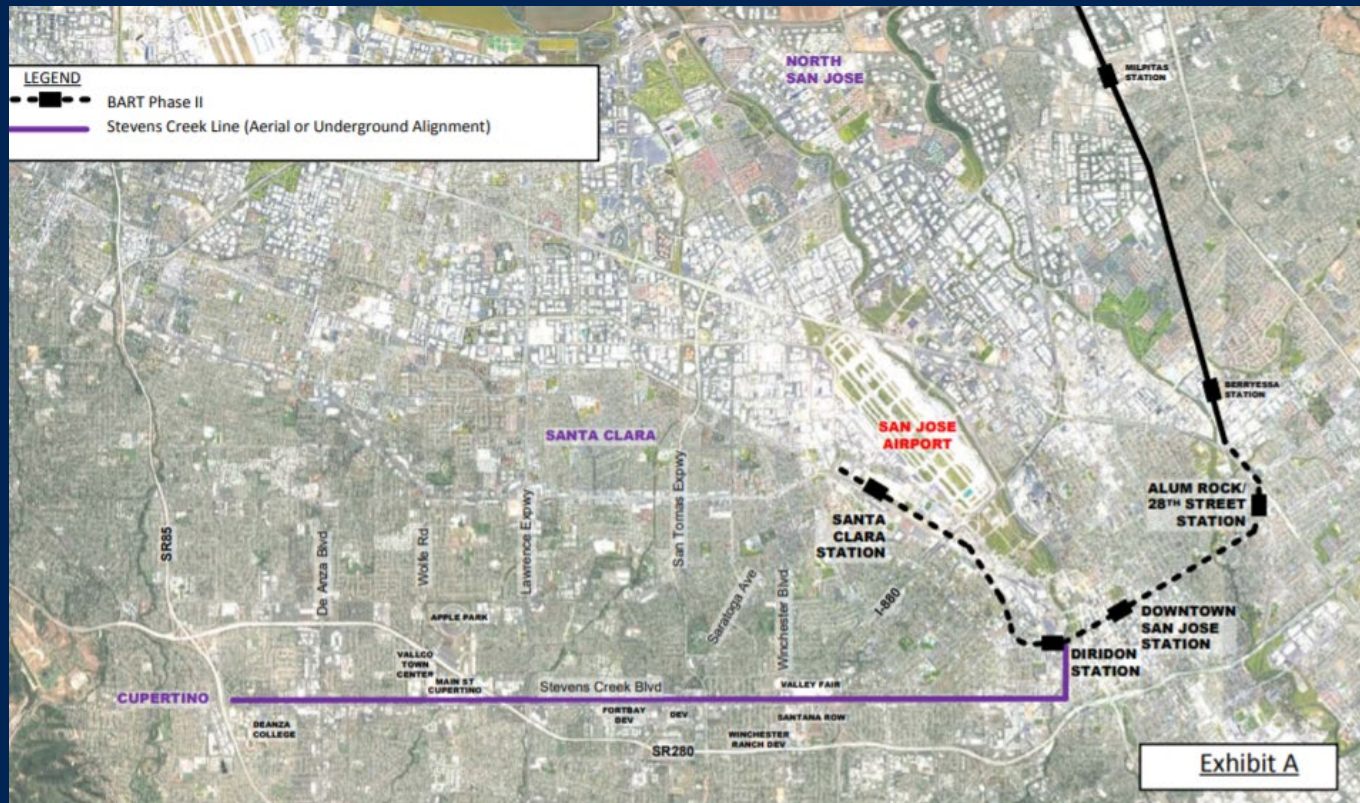 LEGEND
BART Phase II
Stevens Creek Line (Aerial or Underground Alignment)
NORTH
SAN JOSE
MILPITAS
STATION
BERRYESSA
STATION
SANTA CLARA
SAN JOSE
AIRPORT
ALUM ROCK/
28TH STREET
STATION
SANTA
CLARA
STATION
DOWNTOWN
SAN JOSE
STATION
DIRIDON
STATION
SR85
De Anza Blvd
Wolfe Rd
Lawrence Expwy
San Tomas Expwy
Saratoga Ave
Winchester Blvd
I-880
APPLE PARK
VALLCO
TOWN
CENTER
MAIN ST
CUPERTINO
Stevens Creek Blvd
VALLEY FAIR
CUPERTINO
DEANZA
COLLEGE
FORTBAY
DEV
DEV
SANTANA ROW
WINCHESTER
RANCH DEV
SR280
Exhibit A